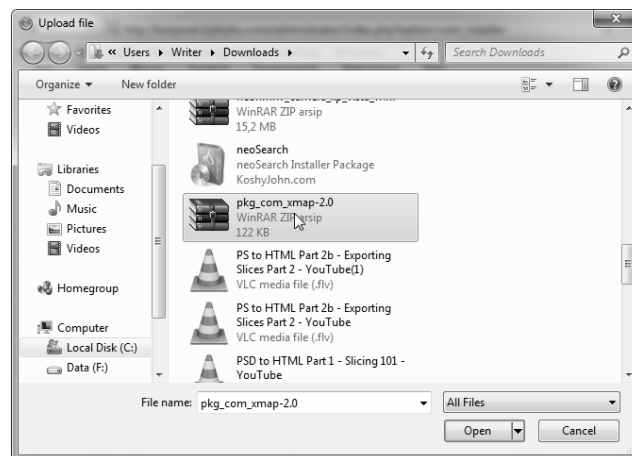 Upload file
« Users ▸ Writer ▸ Downloads ▸
Search Downloads
Organize
New folder
Favorites
Videos
Libraries
Documents
Music
Pictures
Videos
Homegroup
Computer
Local Disk (C:)
Data (F:)
WinRAR ZIP arsip
15,2 MB
neoSearch
neoSearch Installer Package
KoshyJohn.com
pkg_com_xmap-2.0
WinRAR ZIP arsip
122 KB
PS to HTML Part 2b - Exporting
Slices Part 2 - YouTube(1)
VLC media file (.flv)
PS to HTML Part 2b - Exporting
Slices Part 2 - YouTube
VLC media file (.flv)
PSD to HTML Part 1 - Slicing 101 -
YouTube
File name:
pkg_com_xmap-2.0
All Files
Open
Cancel